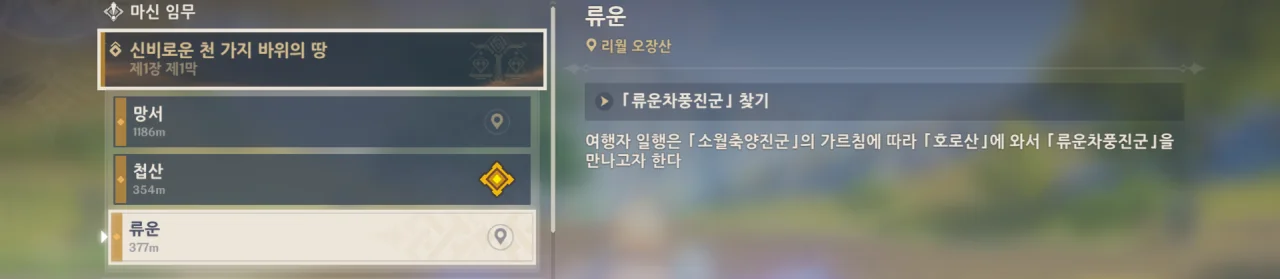 마신 임무
신비로운 천 가지 바위의 땅
제1장 제1막
망서
1186m
첩산
354m
류운
377m
류운
리월 오장산
「류운차풍진군」 찾기
여행자 일행은 「소월축양진군」의 가르침에 따라 「호로산」에 와서 「류운차풍진군」을
만나고자 한다